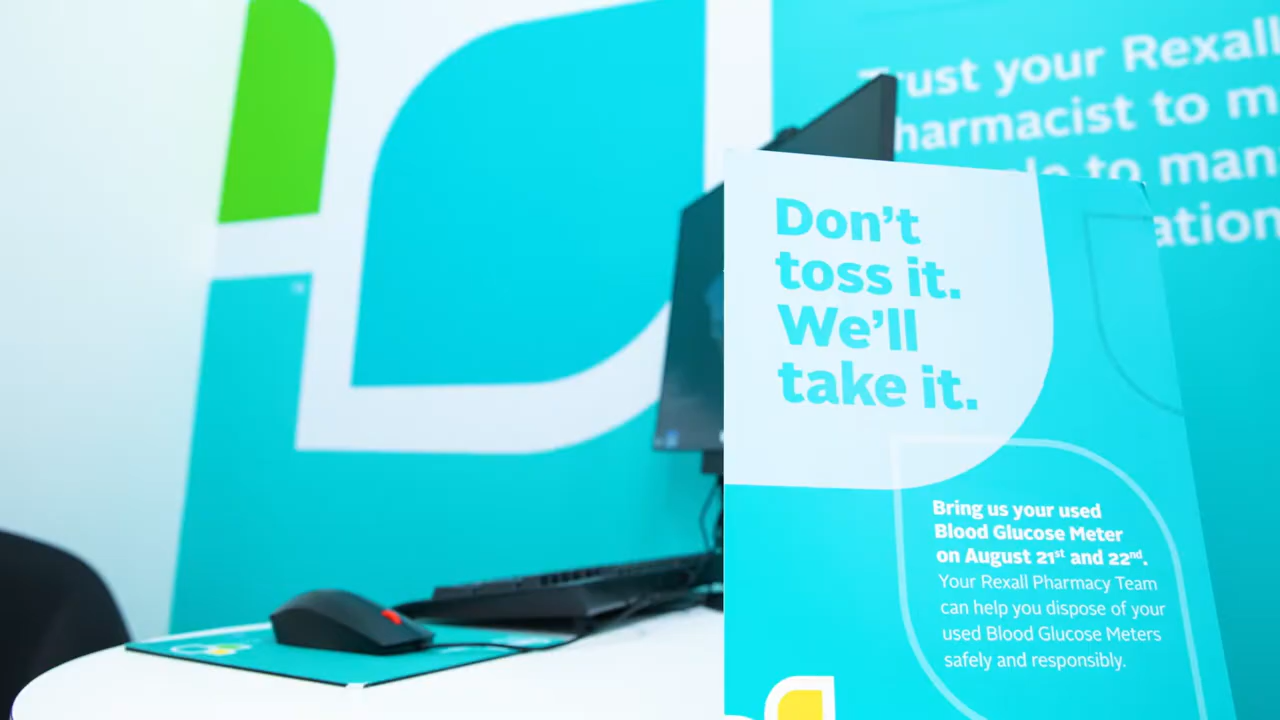 Trust your Rexall
harmacist to m
to man
ation
Don't
toss it.
We'll
take it.
Bring us your used
Blood Glucose Meter
on August 21st and 22nd.
Your Rexall Pharmacy Team
can help you dispose of your
used Blood Glucose Meters
safely and responsibly.